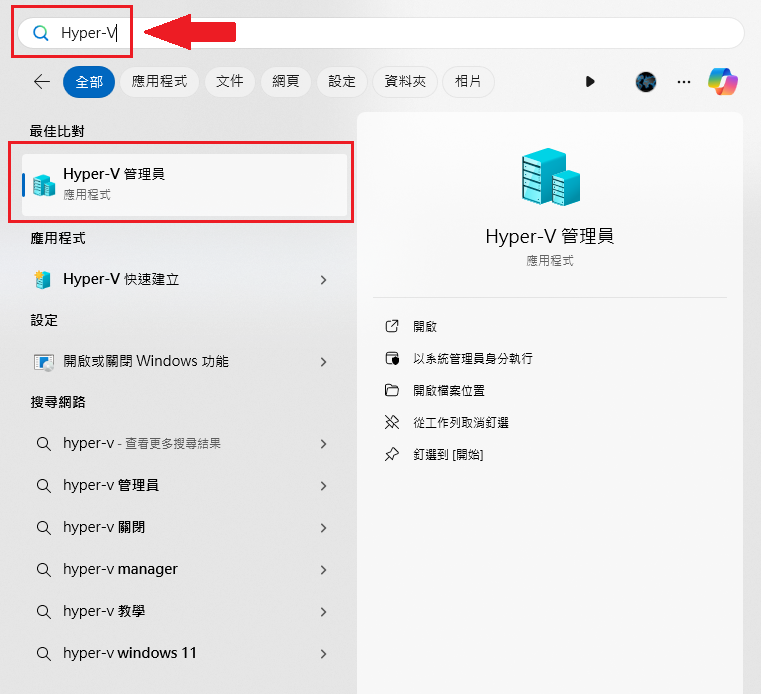 Hyper-V
全部 應用程式 文件 網頁 設定 資料夾 相片
最佳比對
Hyper-V 管理員
應用程式
應用程式
Hyper-V 快速建立
設定
開啟或關閉 Windows 功能
搜尋網路
hyper-v - 查看更多搜尋結果
hyper-v 管理員
hyper-v 關閉
hyper-v manager
hyper-v 教學
hyper-v windows 11
Hyper-V 管理員
應用程式
開啟
以系統管理員身分執行
開啟檔案位置
從工作列取消釘選
釘選到 [開始]